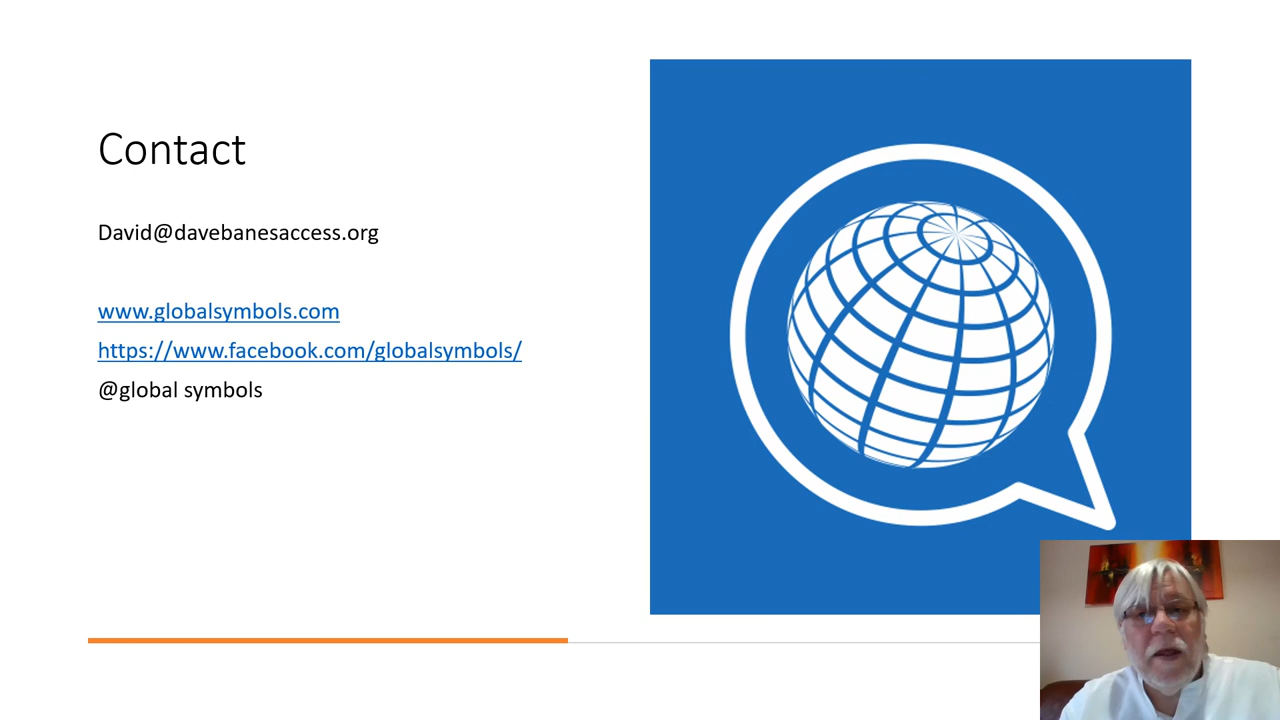 Contact
David@davebanesaccess.org
www.globalsymbols.com
https://www.facebook.com/globalsymbols/
@global symbols